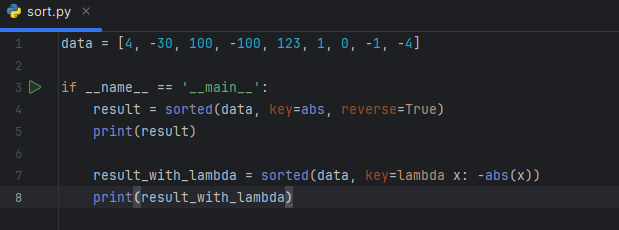 sort.py ×
1 data = [4, -30, 100, -100, 123, 1, 0, -1, -4]
2
3 if __name__ == '__main__':
4     result = sorted(data, key=abs, reverse=True)
5     print(result)
6
7     result_with_lambda = sorted(data, key=lambda x: -abs(x))
8     print(result_with_lambda)